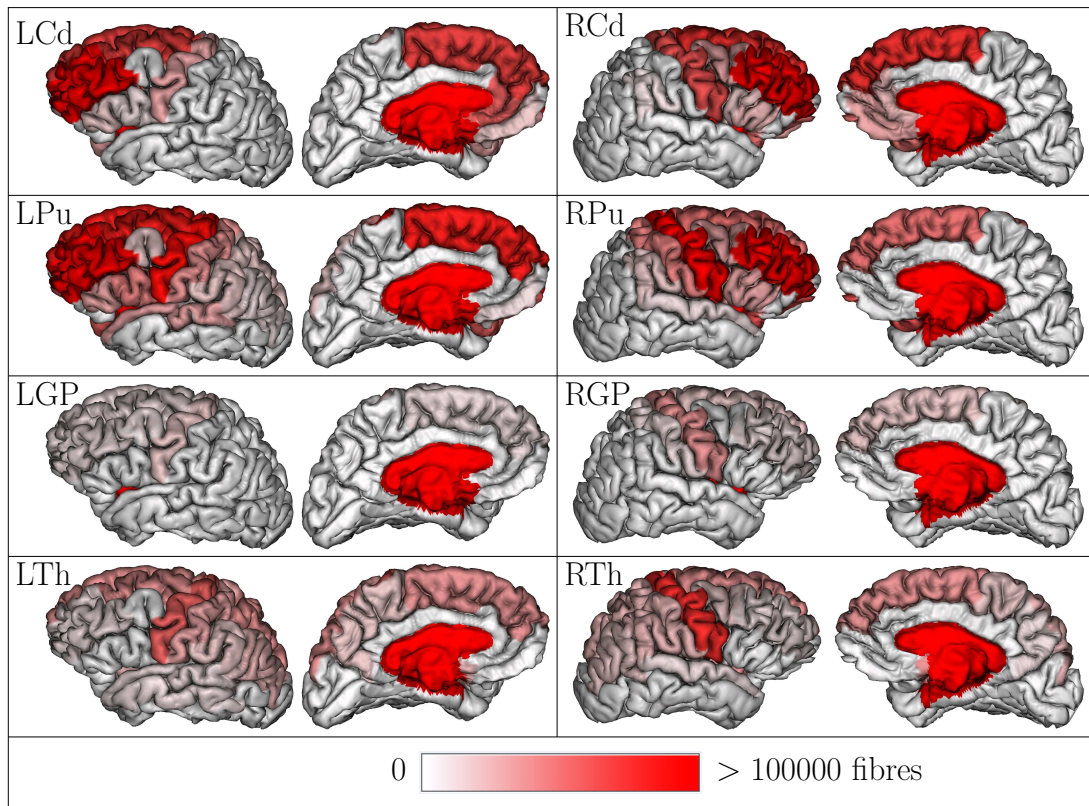 LCd
RCd
LPu
RPu
LGP
RGP
LTh
RTh
0 > 100000 fibres